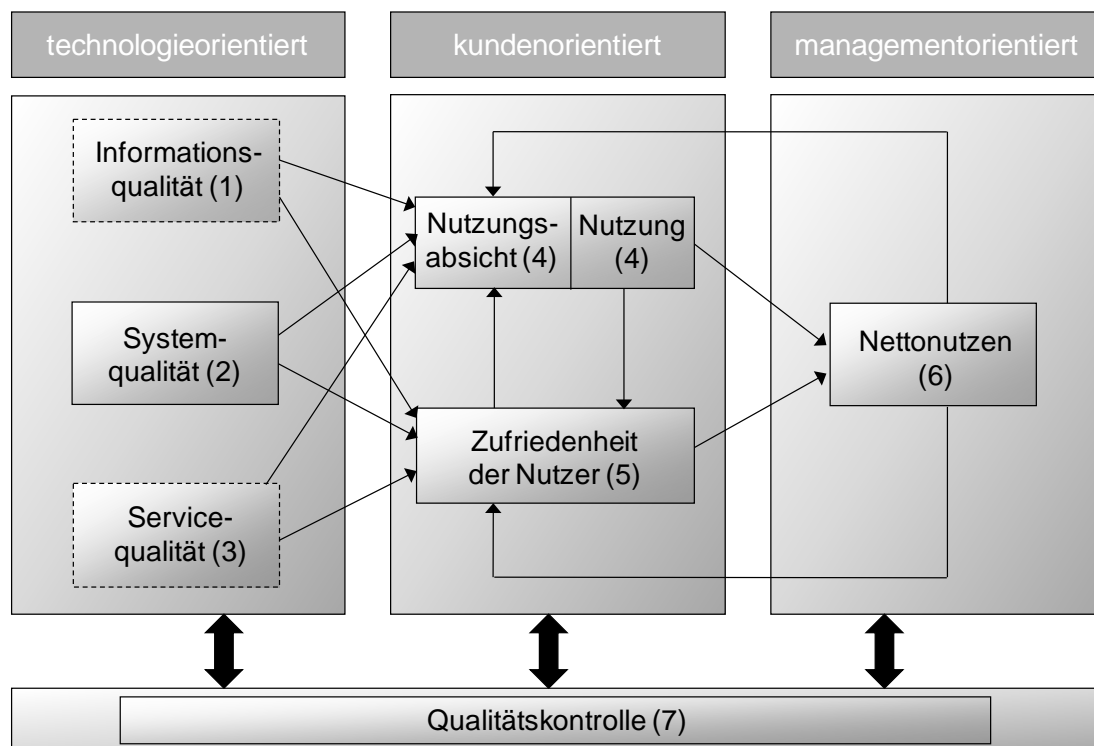 technologieorientiert
kundenorientiert
managementorientiert
Informations-
qualität (1)
System-
qualität (2)
Service-
qualität (3)
Nutzungs-
absicht (4)
Nutzung
(4)
Zufriedenheit
der Nutzer (5)
Nettonutzen
(6)
Qualitätskontrolle (7)